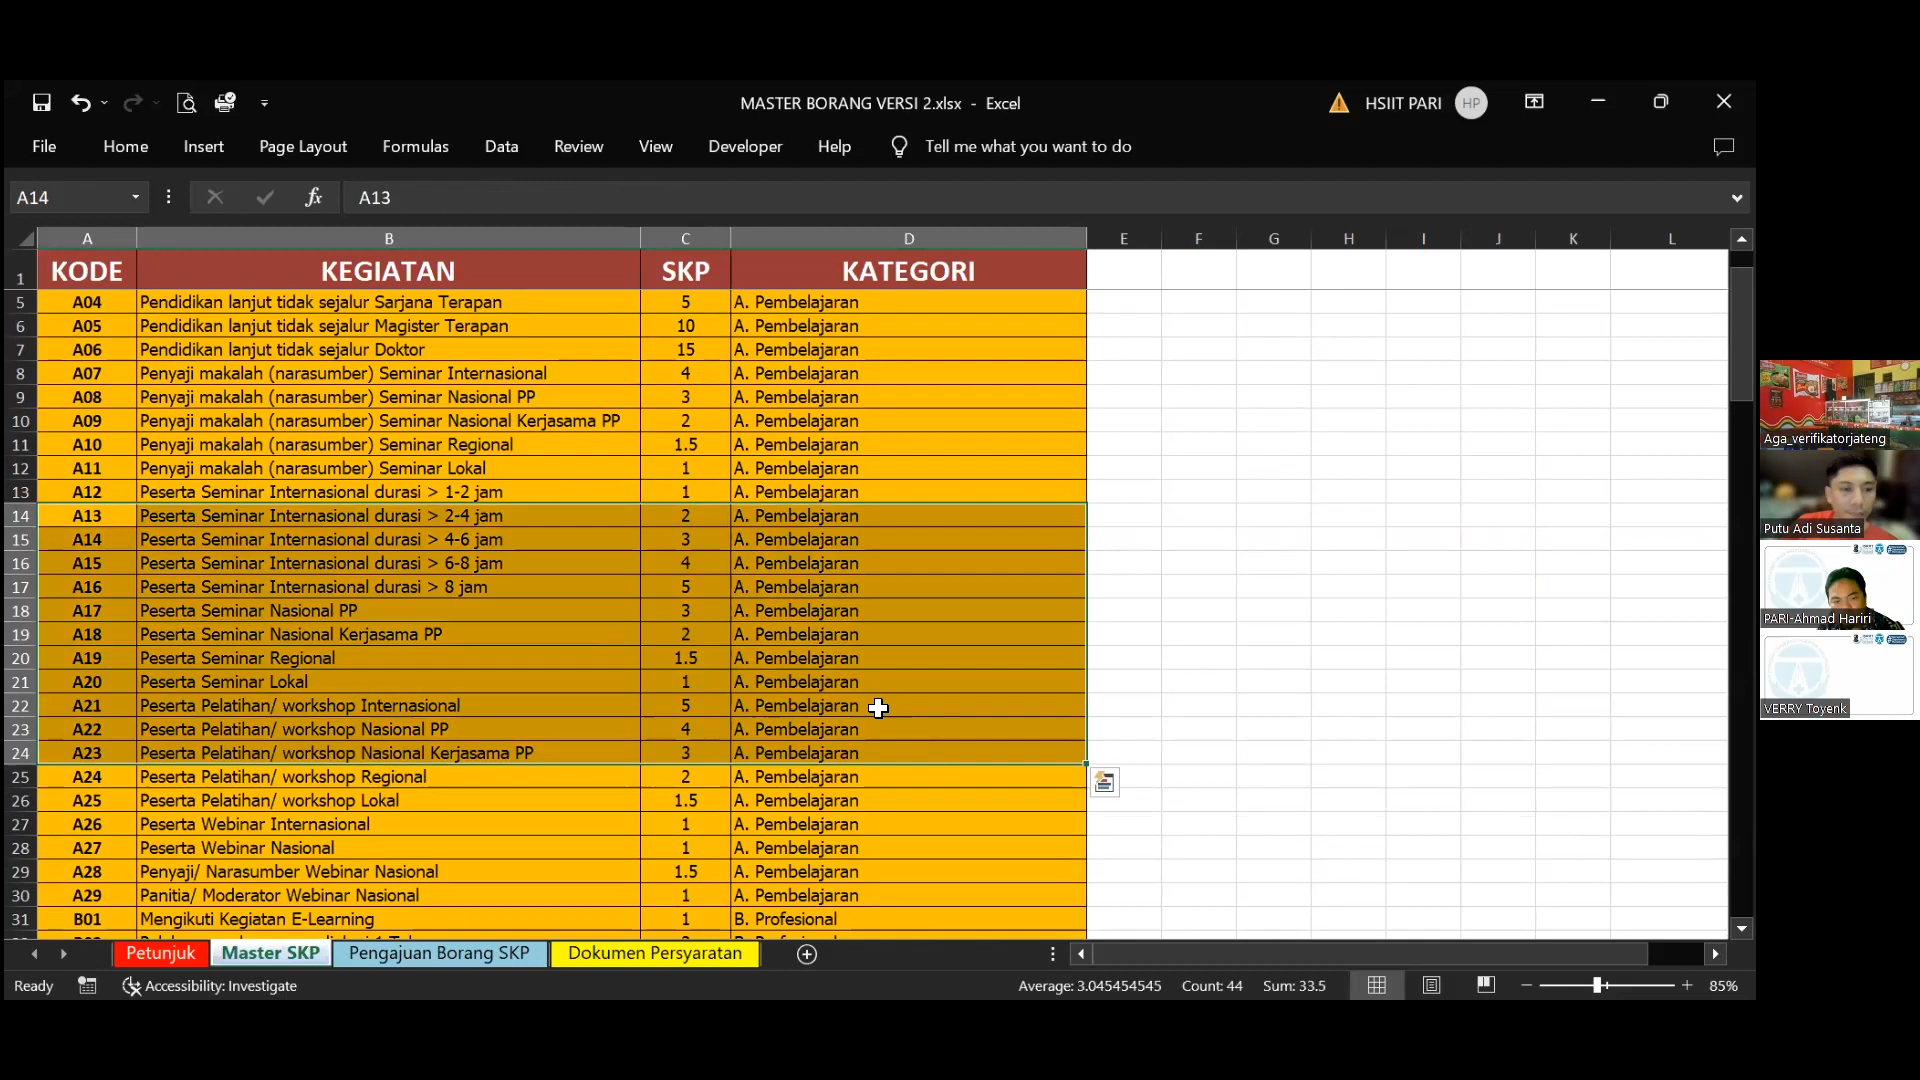 MASTER BORANG VERSI 2.xlsx - Excel
HSIIT PARI
HP
File Home Insert Page Layout Formulas Data Review View Developer Help Tell me what you want to do
A14 fx A13
A B C D E F G H I J K L
1 KODE KEGIATAN SKP KATEGORI
5 A04 Pendidikan lanjut tidak sejalur Sarjana Terapan 5 A. Pembelajaran
6 A05 Pendidikan lanjut tidak sejalur Magister Terapan 10 A. Pembelajaran
7 A06 Pendidikan lanjut tidak sejalur Doktor 15 A. Pembelajaran
8 A07 Penyaji makalah (narasumber) Seminar Internasional 4 A. Pembelajaran
9 A08 Penyaji makalah (narasumber) Seminar Nasional PP 3 A. Pembelajaran
10 A09 Penyaji makalah (narasumber) Seminar Nasional Kerjasama PP 2 A. Pembelajaran
11 A10 Penyaji makalah (narasumber) Seminar Regional 1.5 A. Pembelajaran
12 A11 Penyaji makalah (narasumber) Seminar Lokal 1 A. Pembelajaran
13 A12 Peserta Seminar Internasional durasi > 1-2 jam 1 A. Pembelajaran
14 A13 Peserta Seminar Internasional durasi > 2-4 jam 2 A. Pembelajaran
15 A14 Peserta Seminar Internasional durasi > 4-6 jam 3 A. Pembelajaran
16 A15 Peserta Seminar Internasional durasi > 6-8 jam 4 A. Pembelajaran
17 A16 Peserta Seminar Internasional durasi > 8 jam 5 A. Pembelajaran
18 A17 Peserta Seminar Nasional PP 3 A. Pembelajaran
19 A18 Peserta Seminar Nasional Kerjasama PP 2 A. Pembelajaran
20 A19 Peserta Seminar Regional 1.5 A. Pembelajaran
21 A20 Peserta Seminar Lokal 1 A. Pembelajaran
22 A21 Peserta Pelatihan/ workshop Internasional 5 A. Pembelajaran
23 A22 Peserta Pelatihan/ workshop Nasional PP 4 A. Pembelajaran
24 A23 Peserta Pelatihan/ workshop Nasional Kerjasama PP 3 A. Pembelajaran
25 A24 Peserta Pelatihan/ workshop Regional 2 A. Pembelajaran
26 A25 Peserta Pelatihan/ workshop Lokal 1.5 A. Pembelajaran
27 A26 Peserta Webinar Internasional 1 A. Pembelajaran
28 A27 Peserta Webinar Nasional 1 A. Pembelajaran
29 A28 Penyaji/ Narasumber Webinar Nasional 1.5 A. Pembelajaran
30 A29 Panitia/ Moderator Webinar Nasional 1 A. Pembelajaran
31 B01 Mengikuti Kegiatan E-Learning 1 B. Profesional
Petunjuk Master SKP Pengajuan Borang SKP Dokumen Persyaratan
Ready Accessibility: Investigate Average: 3.045454545 Count: 44 Sum: 33.5 85%
Aga_verifikatorjateng
Putu Adi Susanta
PARI-Ahmad Hariri
VERRY Toyenk